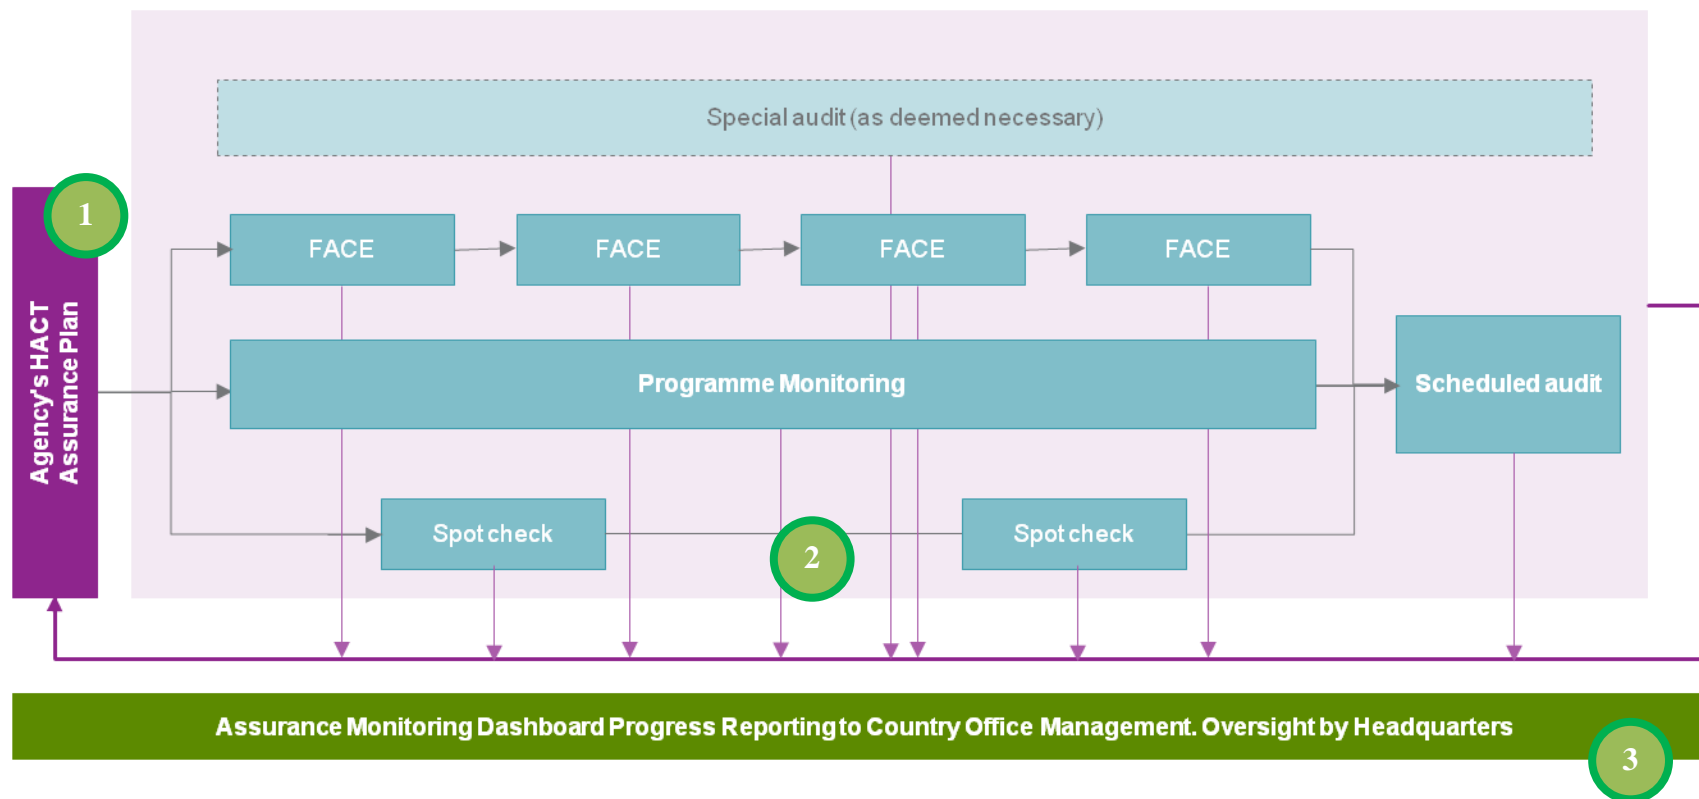 Special audit (as deemed necessary)
1
FACE
FACE
FACE
FACE
Agency's HACT
Assurance Plan
Programme Monitoring
Scheduled audit
Spot check
Spot check
2
Assurance Monitoring Dashboard Progress Reporting to Country Office Management. Oversight by Headquarters
3